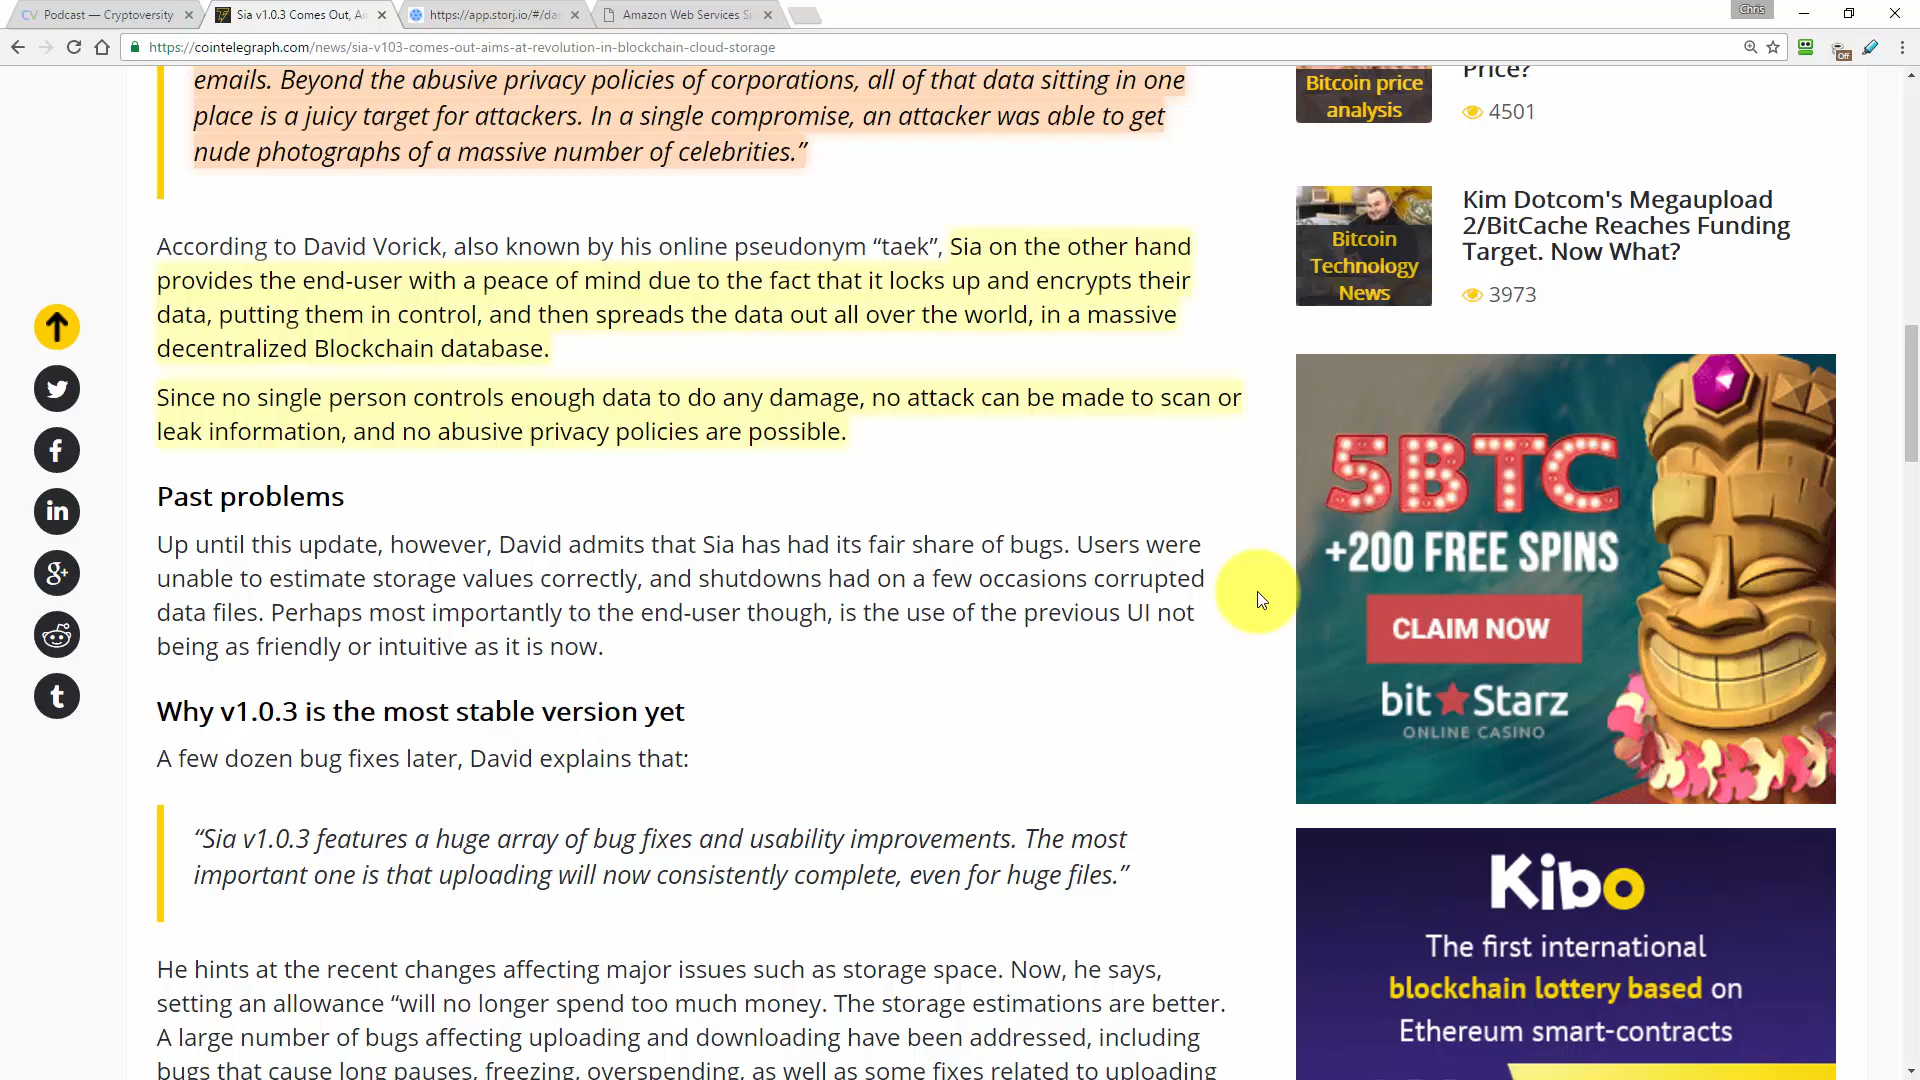 Podcast — Cryptoversity
Sia v1.0.3 Comes Out, Ai
https://app.storj.io/#/da
Amazon Web Services Si
Chris
https://cointelegraph.com/news/sia-v103-comes-out-aims-at-revolution-in-blockchain-cloud-storage
Off
emails. Beyond the abusive privacy policies of corporations, all of that data sitting in one
place is a juicy target for attackers. In a single compromise, an attacker was able to get
nude photographs of a massive number of celebrities.”
According to David Vorick, also known by his online pseudonym “taek”, Sia on the other hand
provides the end-user with a peace of mind due to the fact that it locks up and encrypts their
data, putting them in control, and then spreads the data out all over the world, in a massive
decentralized Blockchain database.
Since no single person controls enough data to do any damage, no attack can be made to scan or
leak information, and no abusive privacy policies are possible.
Past problems
Up until this update, however, David admits that Sia has had its fair share of bugs. Users were
unable to estimate storage values correctly, and shutdowns had on a few occasions corrupted
data files. Perhaps most importantly to the end-user though, is the use of the previous UI not
being as friendly or intuitive as it is now.
Why v1.0.3 is the most stable version yet
A few dozen bug fixes later, David explains that:
“Sia v1.0.3 features a huge array of bug fixes and usability improvements. The most
important one is that uploading will now consistently complete, even for huge files.”
He hints at the recent changes affecting major issues such as storage space. Now, he says,
setting an allowance “will no longer spend too much money. The storage estimations are better.
A large number of bugs affecting uploading and downloading have been addressed, including
bugs that cause long pauses, freezing, overspending, as well as some fixes related to uploading
Bitcoin price
analysis
Price?
4501
Bitcoin
Technology
News
Kim Dotcom's Megaupload
2/BitCache Reaches Funding
Target. Now What?
3973
5BTC
+200 FREE SPINS
CLAIM NOW
bit Starz
ONLINE CASINO
Kibo
The first international
blockchain lottery based on
Ethereum smart-contracts